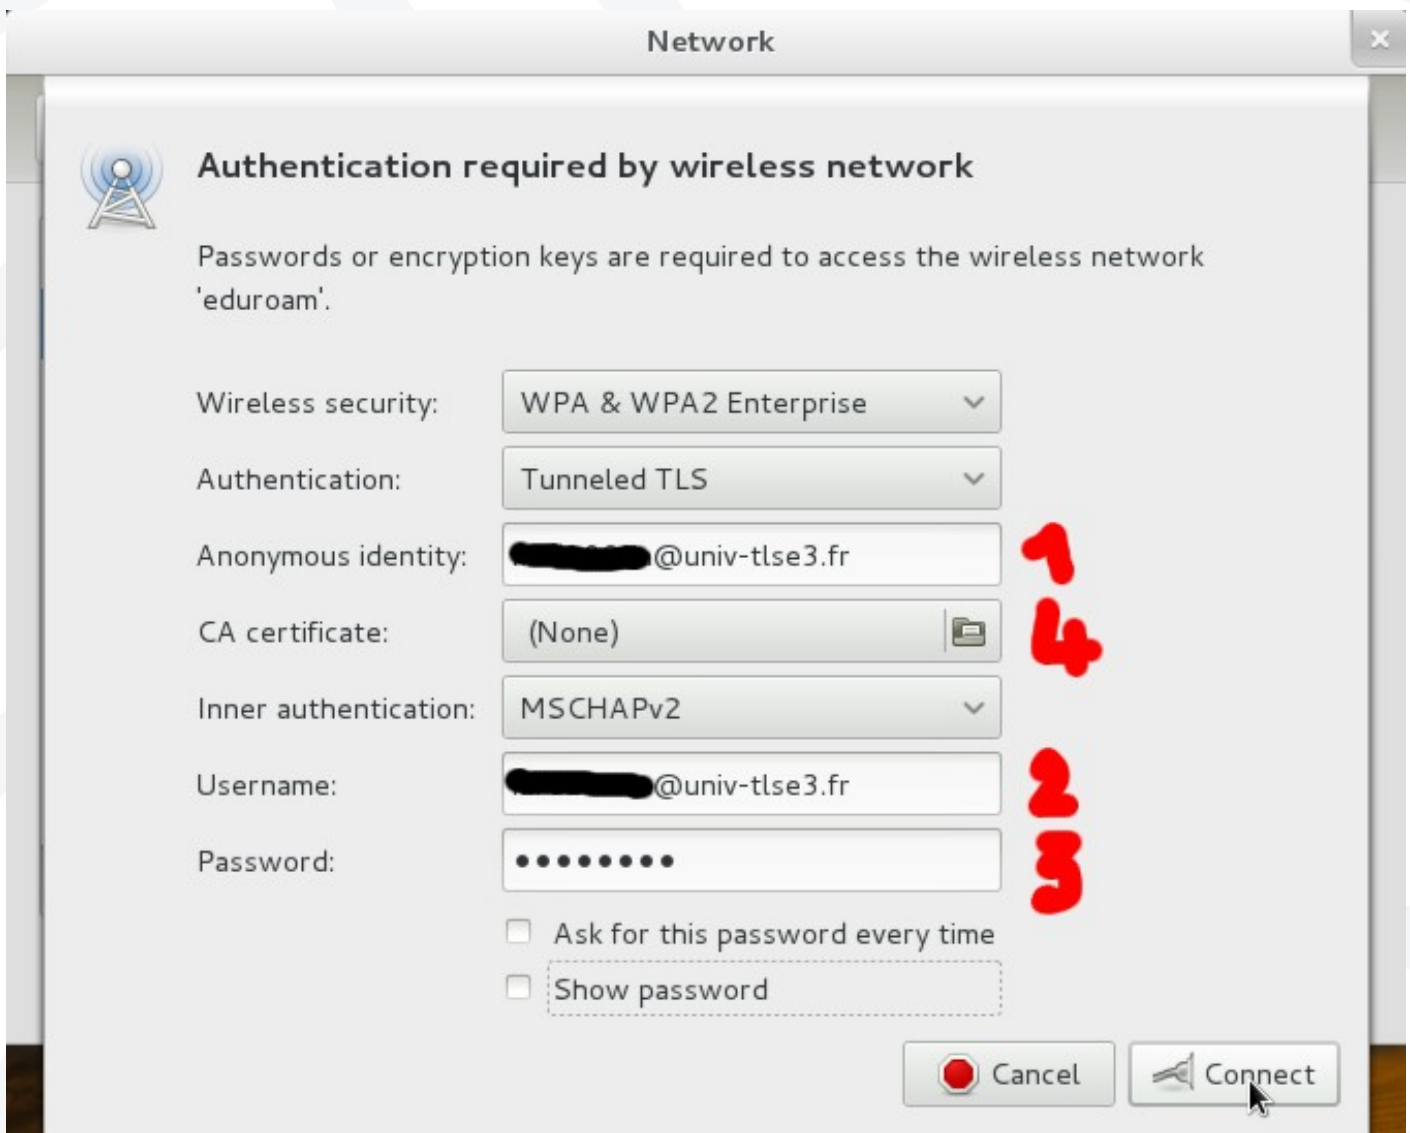 Network
Authentication required by wireless network
Passwords or encryption keys are required to access the wireless network
'eduroam'.
Wireless security: WPA & WPA2 Enterprise
Authentication: Tunneled TLS
Anonymous identity: @univ-tlse3.fr 1
CA certificate: (None) 4
Inner authentication: MSCHAPv2
Username: @univ-tlse3.fr 2
Password: •••••••• 3
Ask for this password every time
Show password
Cancel Connect